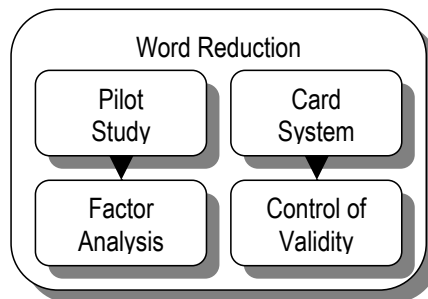 Word Reduction
Pilot
Study
Card
System
Factor
Analysis
Control of
Validity